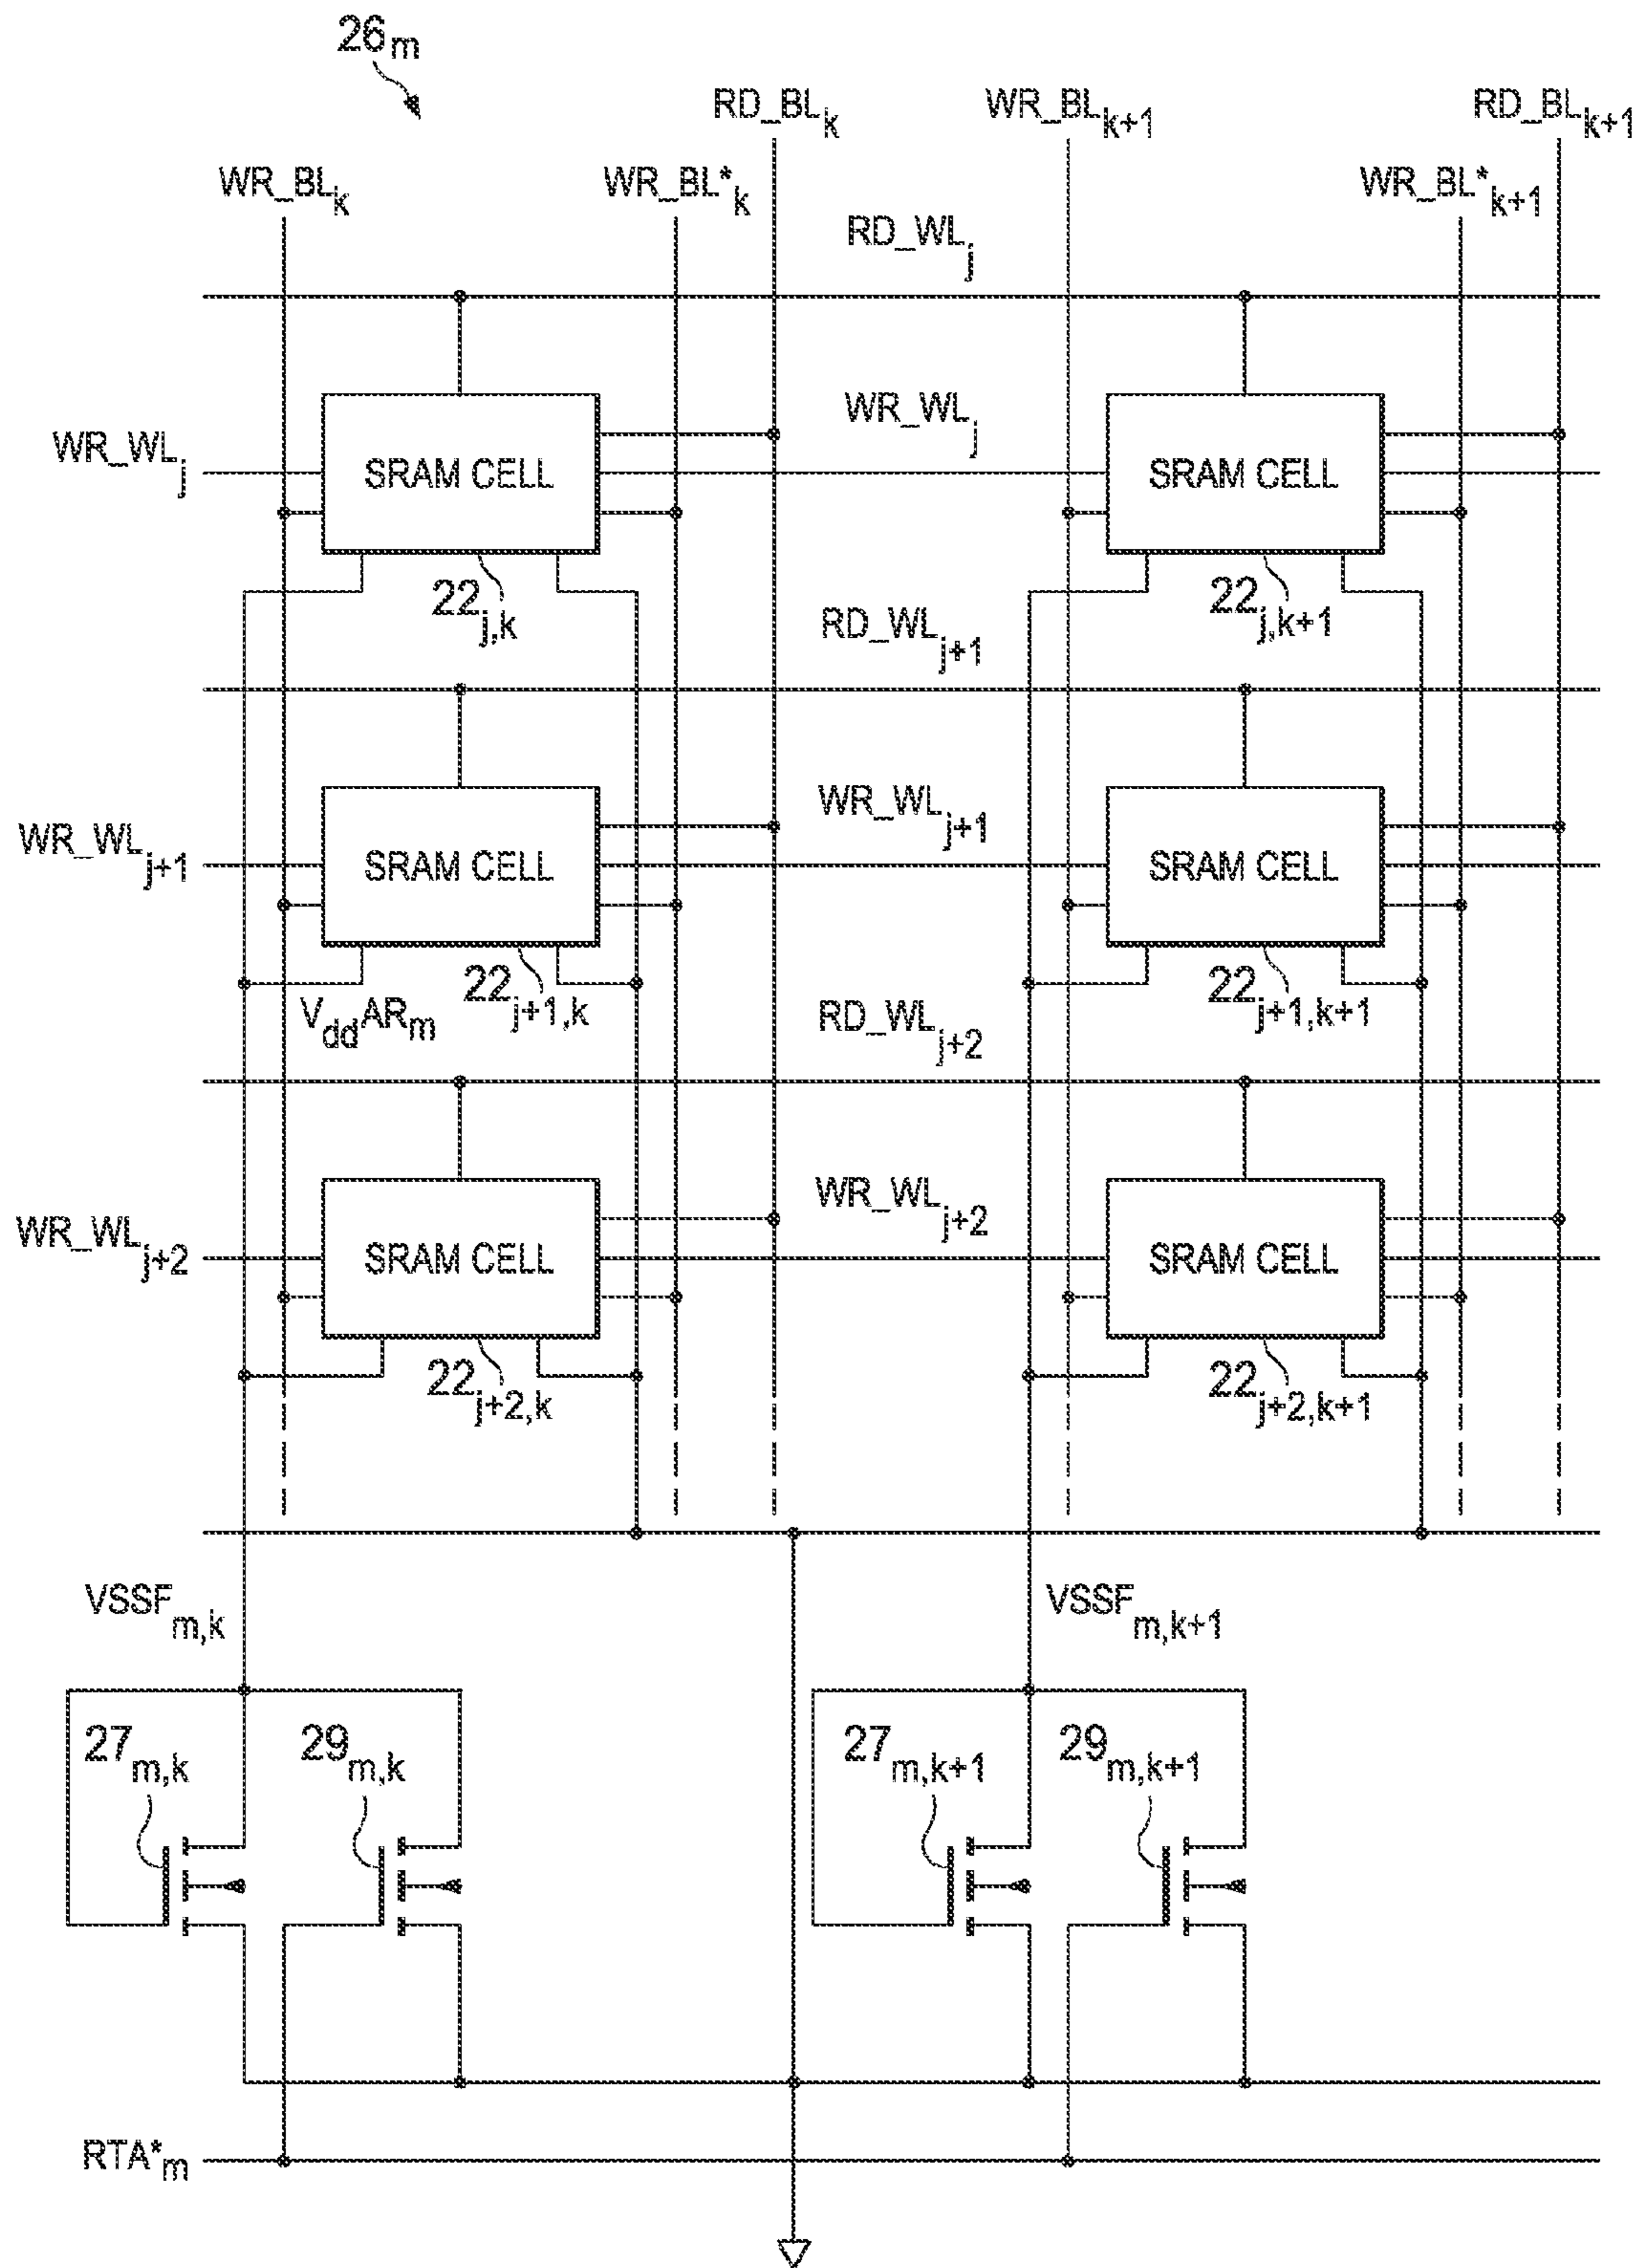 26m
RD_BLk WR_BLk+1 RD_BLk+1
WR_BLk WR_BL*k WR_BL*k+1
RD_WLj
WR_WLj
WR_WLj SRAM CELL SRAM CELL
22j,k 22j,k+1
RD_WLj+1
WR_WLj+1
WR_WLj+1 SRAM CELL SRAM CELL
VddARm 22j+1,k 22j+1,k+1
RD_WLj+2
WR_WLj+2
WR_WLj+2 SRAM CELL SRAM CELL
22j+2,k 22j+2,k+1
VSSFm,k VSSFm,k+1
27m,k 29m,k 27m,k+1 29m,k+1
RTA*m